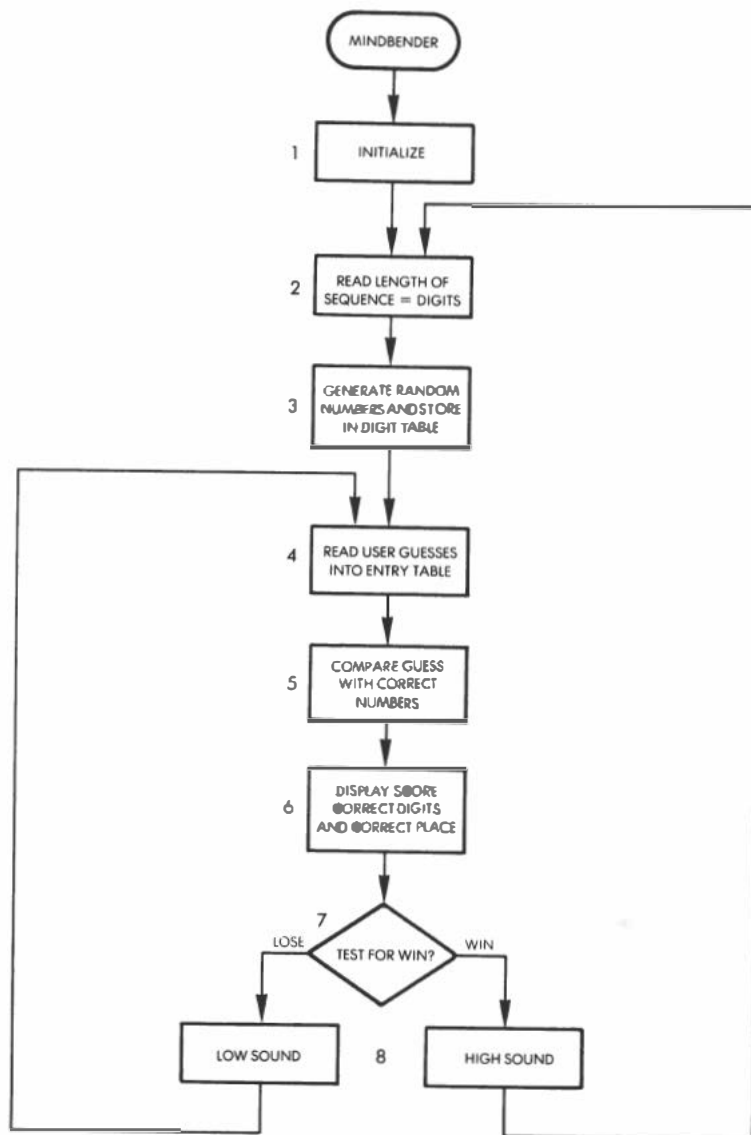 MINDBENDER
1
INITIALIZE
2
READ LENGTH OF
SEQUENCE = DIGITS
3
GENERATE RANDOM
NUMBERS AND STORE
IN DIGIT TABLE
4
READ USER GUESSES
INTO ENTRY TABLE
5
COMPARE GUESS
WITH CORRECT
NUMBERS
6
DISPLAY SCORE
CORRECT DIGITS
AND CORRECT PLACE
7
LOSE
TEST FOR WIN?
WIN
LOW SOUND
8
HIGH SOUND